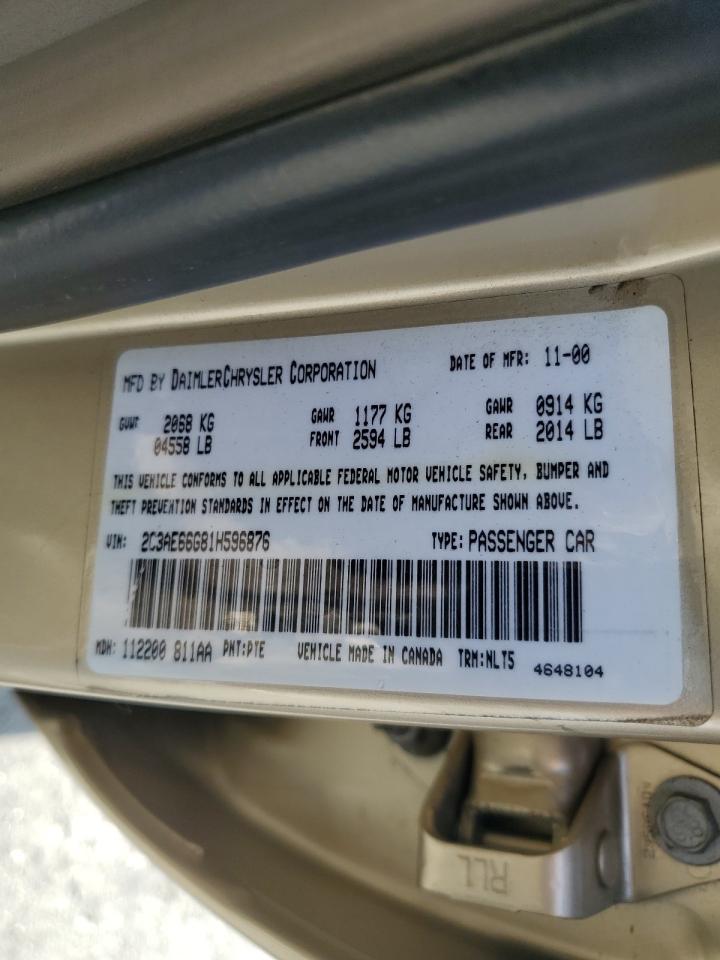 MFD BY DAIMLERCHRYSLER CORPORATION DATE OF MFR: 11-00
GVWR 2068 KG GAWR 1177 KG GAWR 0914 KG
04558 LB FRONT 2594 LB REAR 2014 LB
THIS VEHICLE CONFORMS TO ALL APPLICABLE FEDERAL MOTOR VEHICLE SAFETY, BUMPER AND
THEFT PREVENTION STANDARDS IN EFFECT ON THE DATE OF MANUFACTURE SHOWN ABOVE.
VIN: 2C3AE66G81H596876 TYPE: PASSENGER CAR
MDH: 112200 811AA PNT:PTE VEHICLE MADE IN CANADA TRM:NLT5
4648104
RLL